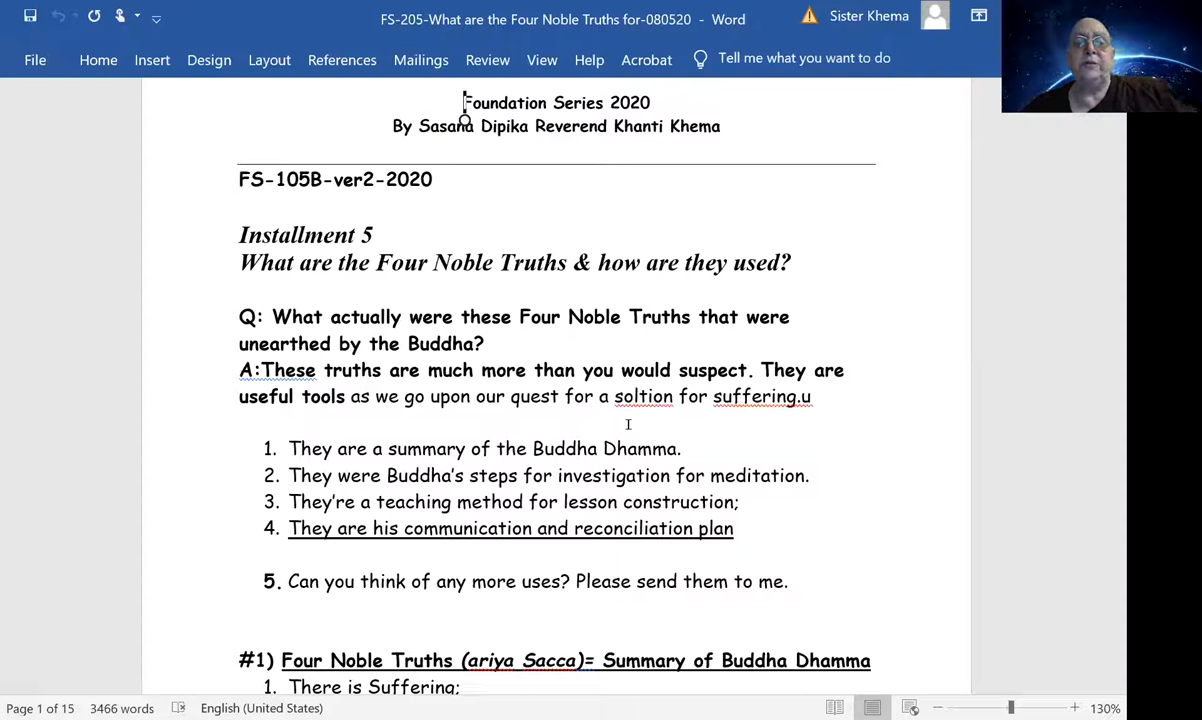 FS-205-What are the Four Noble Truths for-080520 - Word
Sister Khema
File Home Insert Design Layout References Mailings Review View Help Acrobat Tell me what you want to do
Foundation Series 2020
By Sasana Dipika Reverend Khanti Khema
FS-105B-ver2-2020
Installment 5
What are the Four Noble Truths & how are they used?
Q: What actually were these Four Noble Truths that were
unearthed by the Buddha?
A:These truths are much more than you would suspect. They are
useful tools as we go upon our quest for a soltion for suffering.u
1. They are a summary of the Buddha Dhamma.
2. They were Buddha's steps for investigation for meditation.
3. They're a teaching method for lesson construction;
4. They are his communication and reconciliation plan
5. Can you think of any more uses? Please send them to me.
#1) Four Noble Truths (ariya Sacca)= Summary of Buddha Dhamma
1. There is Suffering;
Page 1 of 15 3466 words English (United States) 130%